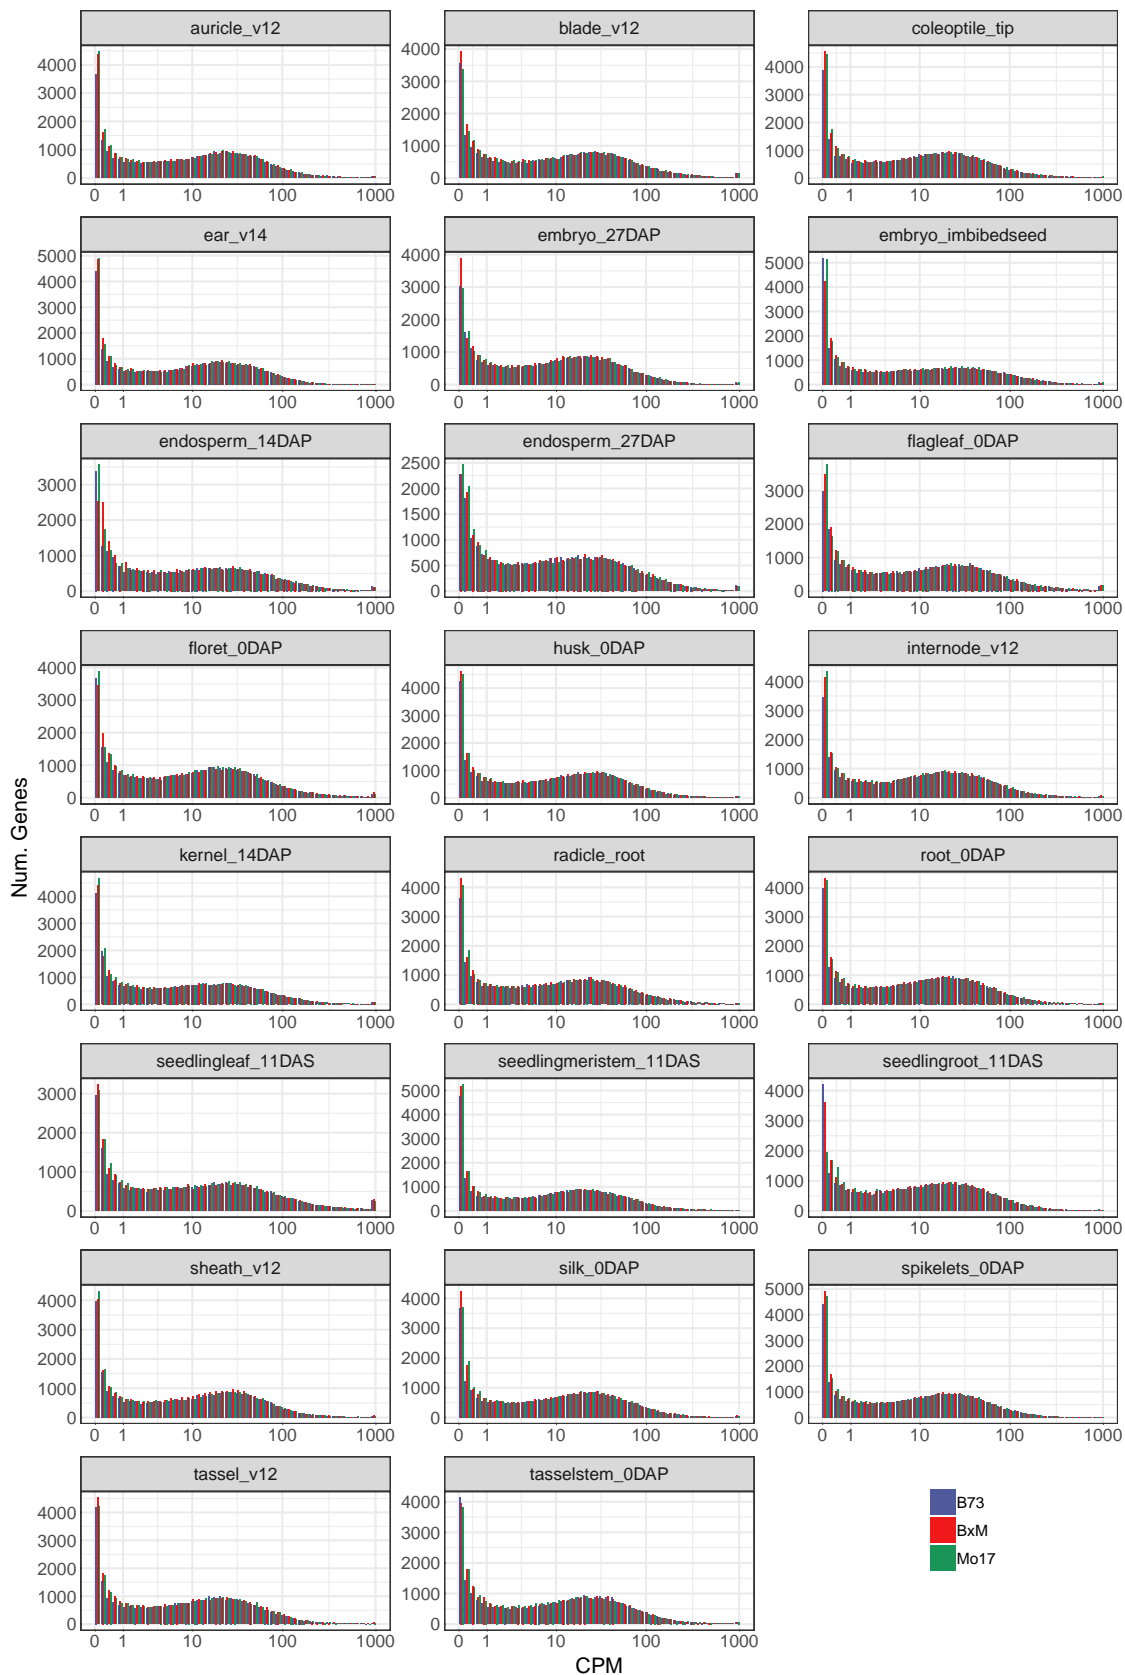 auricle_v12 blade_v12 coleoptile_tip
4000 4000 5000
3000 3000 4000
2000 2000 3000
1000 1000 2000
0 0 1000
0
0 1 10 100 1000 0 1 10 100 1000 0 1 10 100 1000
ear_v14 embryo_27DAP embryo_imbibedseed
5000 4000 5000
4000 3000 4000
3000 2000 3000
2000 1000 2000
1000 0 1000
0 0
0 1 10 100 1000 0 1 10 100 1000 0 1 10 100 1000
endosperm_14DAP endosperm_27DAP flagleaf_0DAP
3000 2500 3000
2000 2000 2000
1000 1500 1000
0 1000 0
500
0
0 1 10 100 1000 0 1 10 100 1000 0 1 10 100 1000
floret_0DAP husk_0DAP internode_v12
4000 4000 4000
3000 3000 3000
2000 2000 2000
1000 1000 1000
0 0 0
0 1 10 100 1000 0 1 10 100 1000 0 1 10 100 1000
Num. Genes
kernel_14DAP radicle_root root_0DAP
4000 4000 4000
3000 3000 3000
2000 2000 2000
1000 1000 1000
0 0 0
0 1 10 100 1000 0 1 10 100 1000 0 1 10 100 1000
seedlingleaf_11DAS seedlingmeristem_11DAS seedlingroot_11DAS
3000 5000 4000
2000 4000 3000
1000 3000 2000
0 2000 1000
1000 0
0
0 1 10 100 1000 0 1 10 100 1000 0 1 10 100 1000
sheath_v12 silk_0DAP spikelets_0DAP
4000 4000 5000
3000 3000 4000
2000 2000 3000
1000 1000 2000
0 0 1000
0
0 1 10 100 1000 0 1 10 100 1000 0 1 10 100 1000
tassel_v12 tasselstem_0DAP
4000 4000
3000 3000
2000 2000
1000 1000
0 0
0 1 10 100 1000 0 1 10 100 1000
B73
BxM
Mo17
CPM